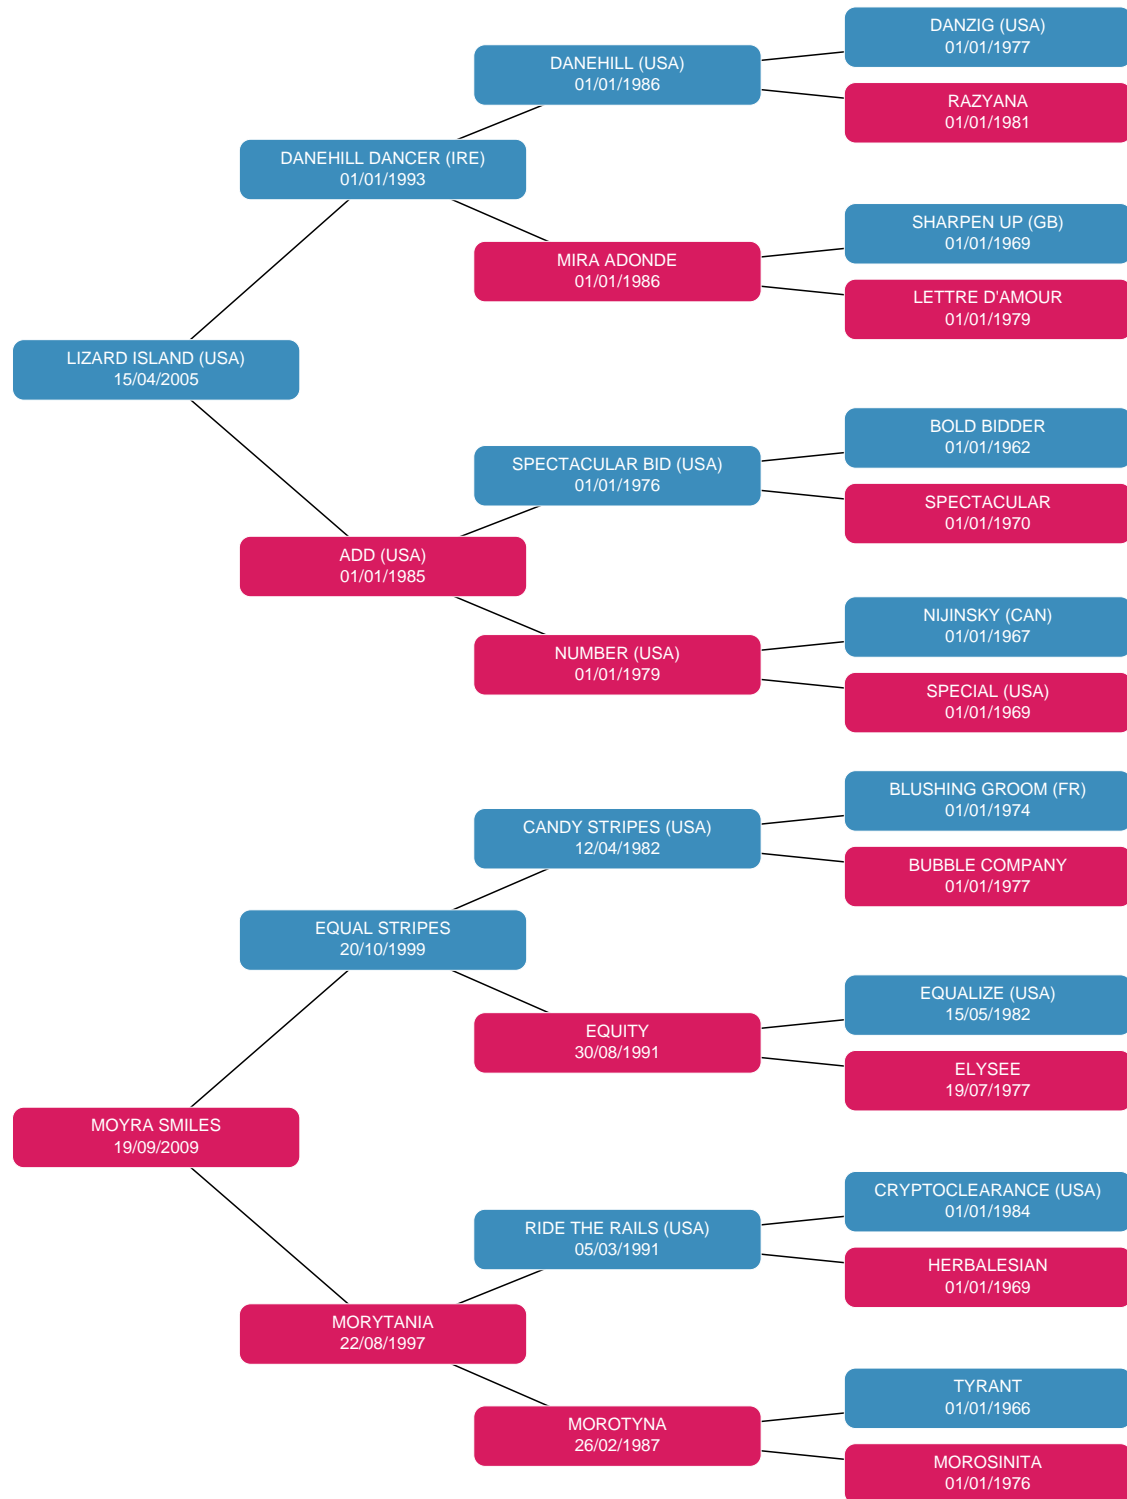 DANZIG (USA)
01/01/1977
DANEHILL (USA)
01/01/1986
RAZYANA
01/01/1981
DANEHILL DANCER (IRE)
01/01/1993
SHARPEN UP (GB)
01/01/1969
MIRA ADONDE
01/01/1986
LETTRE D'AMOUR
01/01/1979
LIZARD ISLAND (USA)
15/04/2005
BOLD BIDDER
01/01/1962
SPECTACULAR BID (USA)
01/01/1976
SPECTACULAR
01/01/1970
ADD (USA)
01/01/1985
NIJINSKY (CAN)
01/01/1967
NUMBER (USA)
01/01/1979
SPECIAL (USA)
01/01/1969
BLUSHING GROOM (FR)
01/01/1974
CANDY STRIPES (USA)
12/04/1982
BUBBLE COMPANY
01/01/1977
EQUAL STRIPES
20/10/1999
EQUALIZE (USA)
15/05/1982
EQUITY
30/08/1991
ELYSEE
19/07/1977
MOYRA SMILES
19/09/2009
CRYPTOCLEARANCE (USA)
01/01/1984
RIDE THE RAILS (USA)
05/03/1991
HERBALESIAN
01/01/1969
MORYTANIA
22/08/1997
TYRANT
01/01/1966
MOROTYNA
26/02/1987
MOROSINITA
01/01/1976